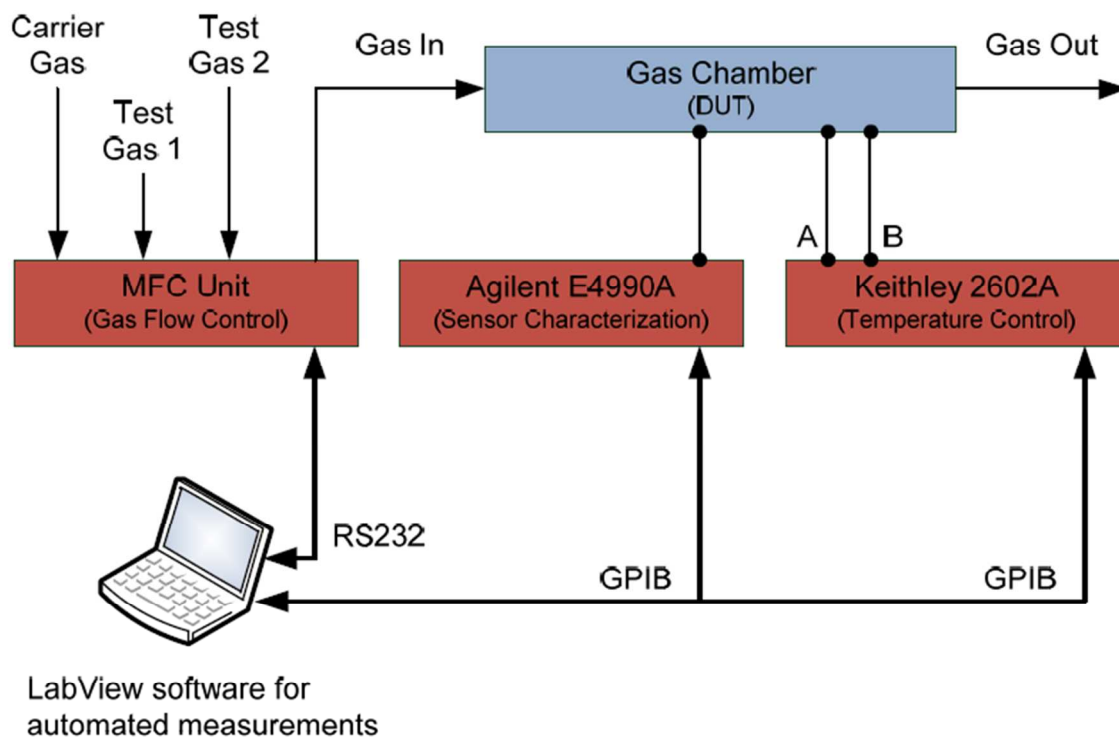 Carrier
Gas
Test
Gas 1
Test
Gas 2
Gas In
Gas Chamber
(DUT)
Gas Out
A
B
MFC Unit
(Gas Flow Control)
Agilent E4990A
(Sensor Characterization)
Keithley 2602A
(Temperature Control)
RS232
GPIB
GPIB
LabView software for
automated measurements